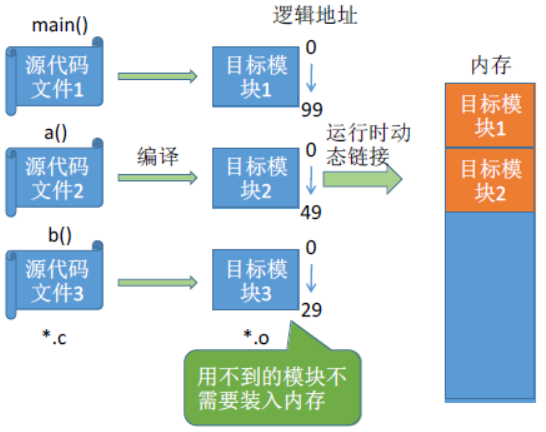 main()
逻辑地址
源代码
文件1
目标模
块1
0
99
内存
目标模
块1
目标模
块2
a()
源代码
文件2
编译
目标模
块2
0
49
运行时动
态链接
b()
源代码
文件3
目标模
块3
0
29
*.c
*.o
用不到的模块不
需要装入内存